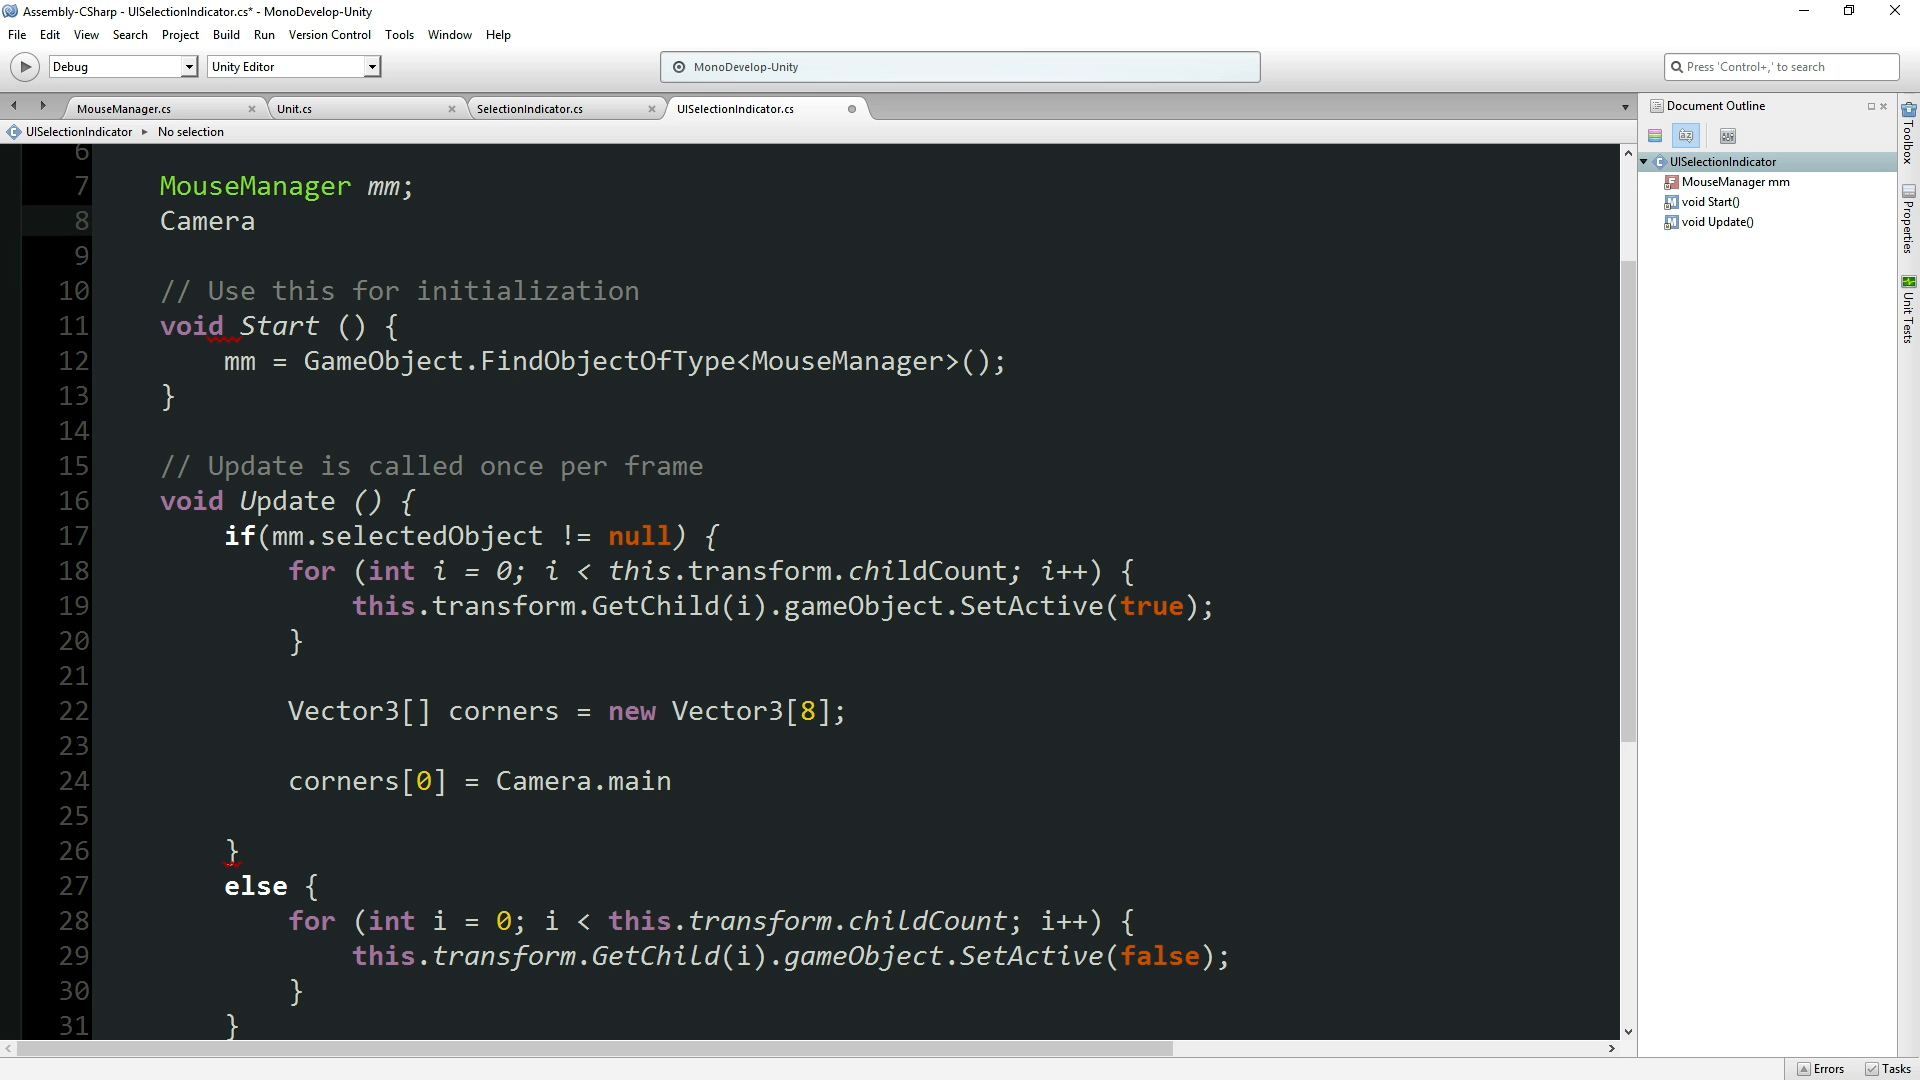 Assembly-CSharp - UISelectionIndicator.cs* - MonoDevelop-Unity
File Edit View Search Project Build Run Version Control Tools Window Help
Debug Unity Editor MonoDevelop-Unity Press 'Control+,' to search
MouseManager.cs Unit.cs SelectionIndicator.cs UISelectionIndicator.cs
UISelectionIndicator No selection
Document Outline
UISelectionIndicator
MouseManager mm
void Start()
void Update()
Toolbox
Properties
Unit Tests
6
7 MouseManager mm;
8 Camera
9
10 // Use this for initialization
11 void Start () {
12 mm = GameObject.FindObjectOfType<MouseManager>();
13 }
14
15 // Update is called once per frame
16 void Update () {
17 if(mm.selectedObject != null) {
18 for (int i = 0; i < this.transform.childCount; i++) {
19 this.transform.GetChild(i).gameObject.SetActive(true);
20 }
21
22 Vector3[] corners = new Vector3[8];
23
24 corners[0] = Camera.main
25
26 }
27 else {
28 for (int i = 0; i < this.transform.childCount; i++) {
29 this.transform.GetChild(i).gameObject.SetActive(false);
30 }
31 }
Errors Tasks